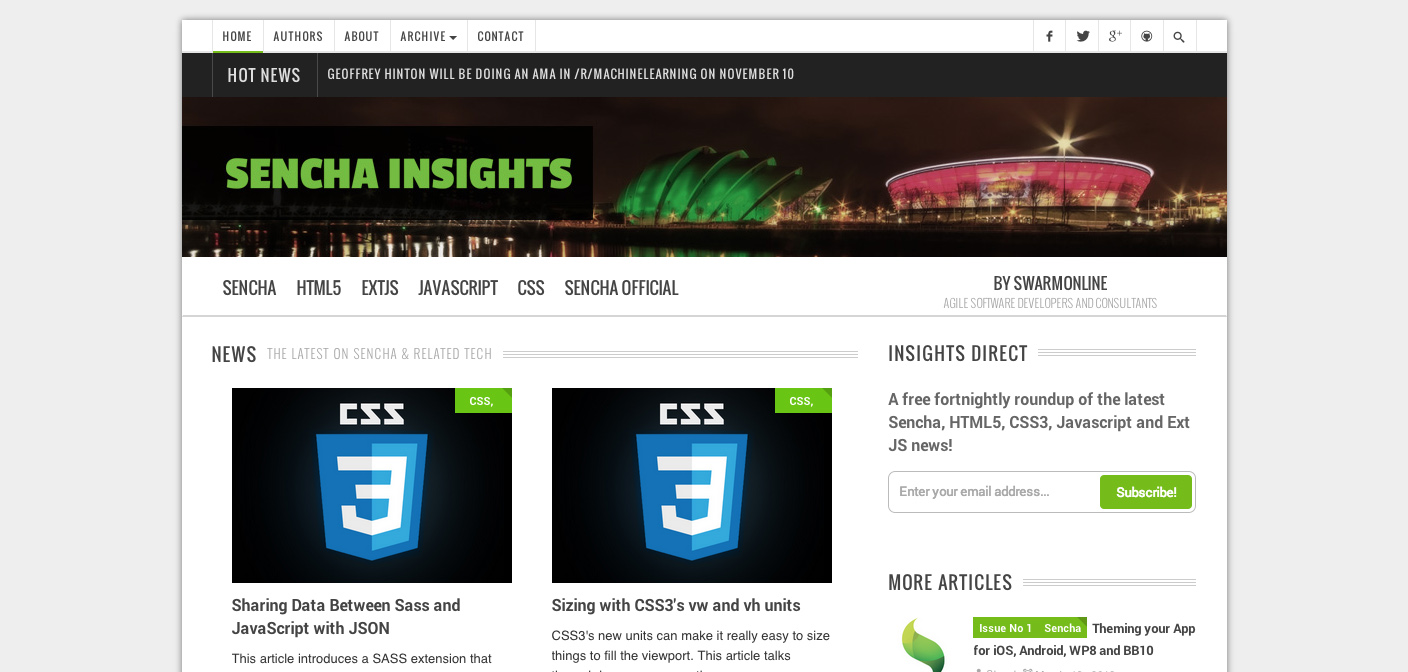 HOME AUTHORS ABOUT ARCHIVE CONTACT
HOT NEWS GEOFFREY HINTON WILL BE DOING AN AMA IN /R/MACHINELEARNING ON NOVEMBER 10
SENCHA INSIGHTS
SENCHA HTML5 EXTJS JAVASCRIPT CSS SENCHA OFFICIAL
BY SWARMONLINE
AGILE SOFTWARE DEVELOPERS AND CONSULTANTS
NEWS THE LATEST ON SENCHA & RELATED TECH
CSS,
CSS
3
Sharing Data Between Sass and
JavaScript with JSON
This article introduces a SASS extension that
CSS,
CSS
3
Sizing with CSS3's vw and vh units
CSS3's new units can make it really easy to size
things to fill the viewport. This article talks
INSIGHTS DIRECT
A free fortnightly roundup of the latest
Sencha, HTML5, CSS3, Javascript and Ext
JS news!
Enter your email address... Subscribe!
MORE ARTICLES
Issue No 1 Sencha Theming your App
for iOS, Android, WP8 and BB10